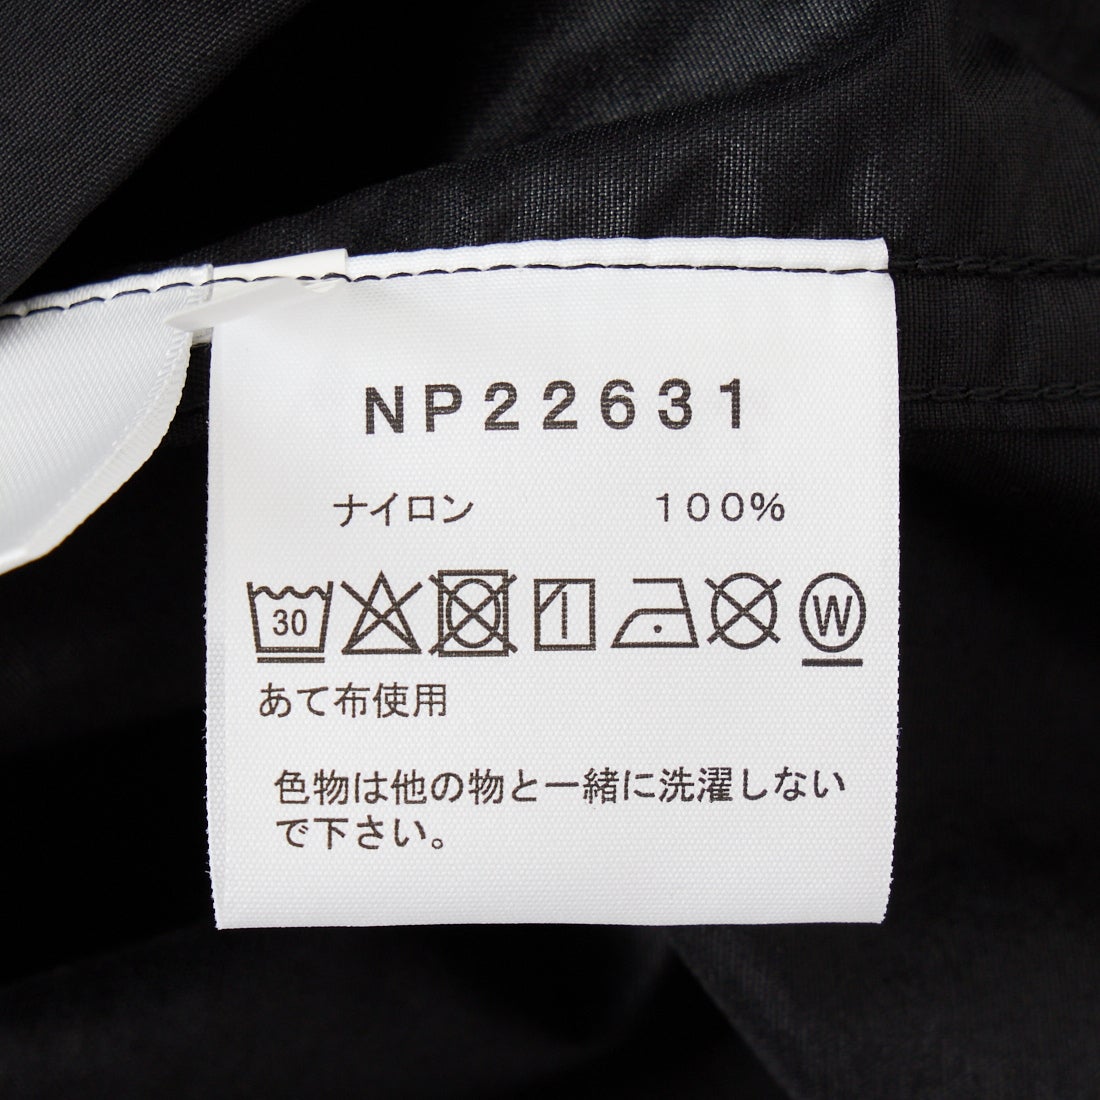 NP22631
ナイロン 100%
30 W
あて布使用
色物は他の物と一緒に洗濯しない
で下さい。